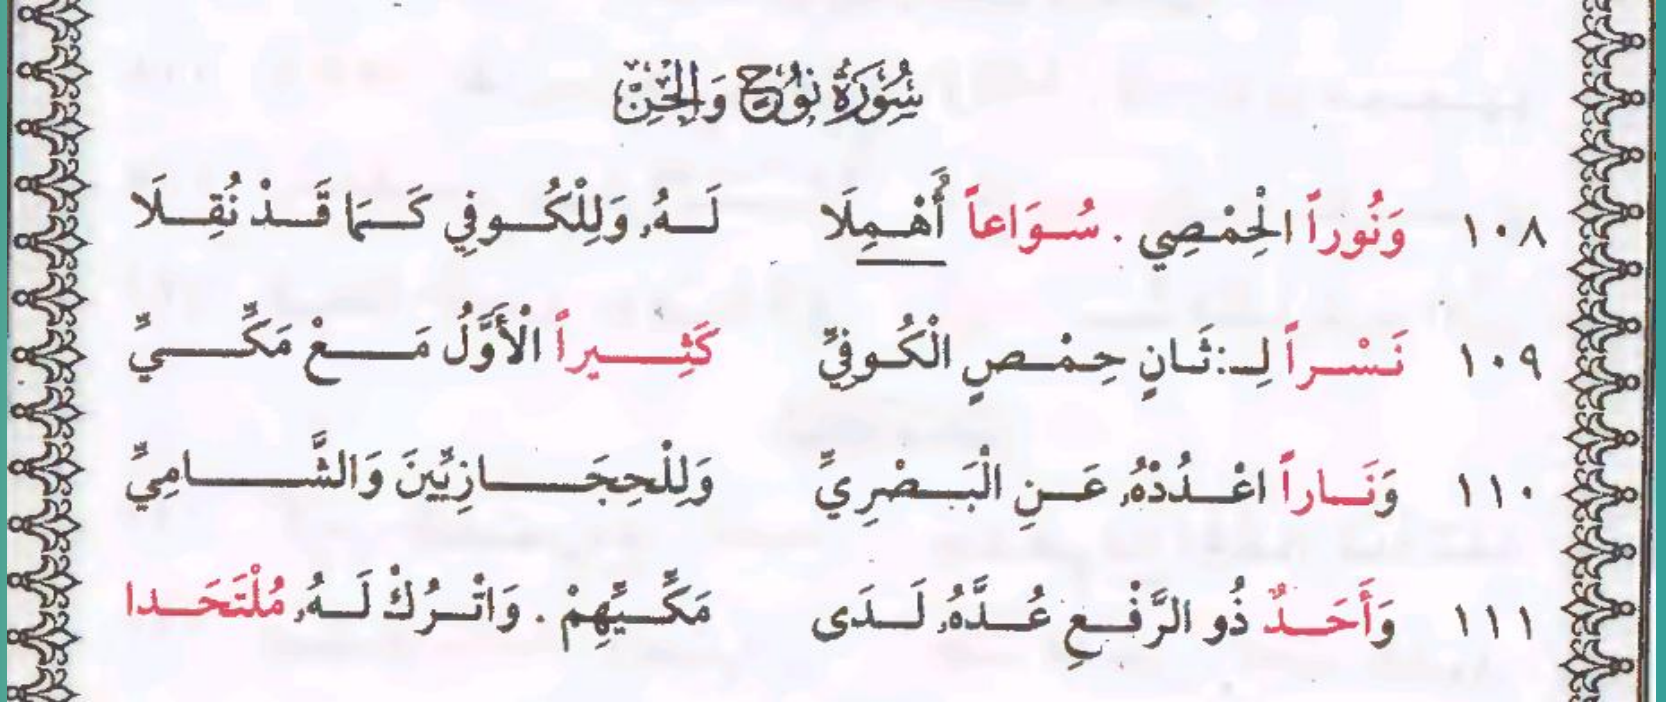 سُورَةُ نُوحٍ وَالْجِنِّ
١٠٨ وَنُوراً الْحِمْصِي . سُوَاعاً أُهْمِلَا لَهُ, وَلِلْكُوفِي كَمَا قَدْ نُقِلَا
١٠٩ نَسْراً لِـ:ثَانٍ حِمْصٍ الْكُوفِيِّ كَثِيراً الْأَوَّلُ مَعْ مَكِّيِّ
١١٠ وَنَاراً اعْدُدْهُ, عَنِ الْبَصْرِيِّ وَلِلْحِجَازِيِّينَ وَالشَّامِيِّ
١١١ وَأَحَدٌ ذُو الرَّفْعِ عُدَّهُ, لَدَى مَكِّيِّهِمْ . وَاتْرُكْ لَهُ, مُلْتَحَدا